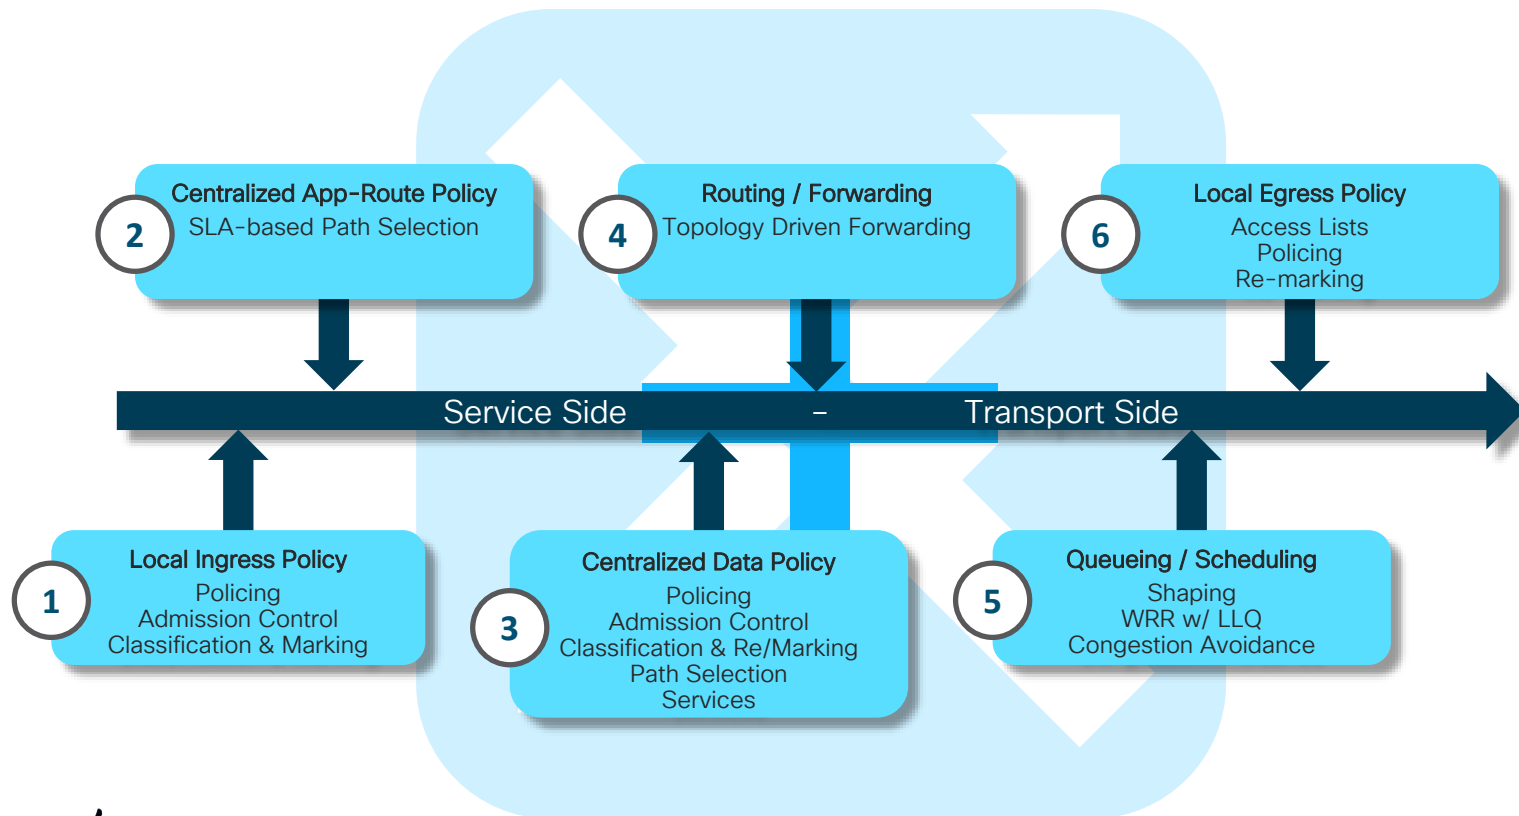 2
Centralized App-Route Policy
SLA-based Path Selection
4
Routing / Forwarding
Topology Driven Forwarding
6
Local Egress Policy
Access Lists
Policing
Re-marking
Service Side - Transport Side
1
Local Ingress Policy
Policing
Admission Control
Classification & Marking
3
Centralized Data Policy
Policing
Admission Control
Classification & Re/Marking
Path Selection
Services
5
Queueing / Scheduling
Shaping
WRR w/ LLQ
Congestion Avoidance